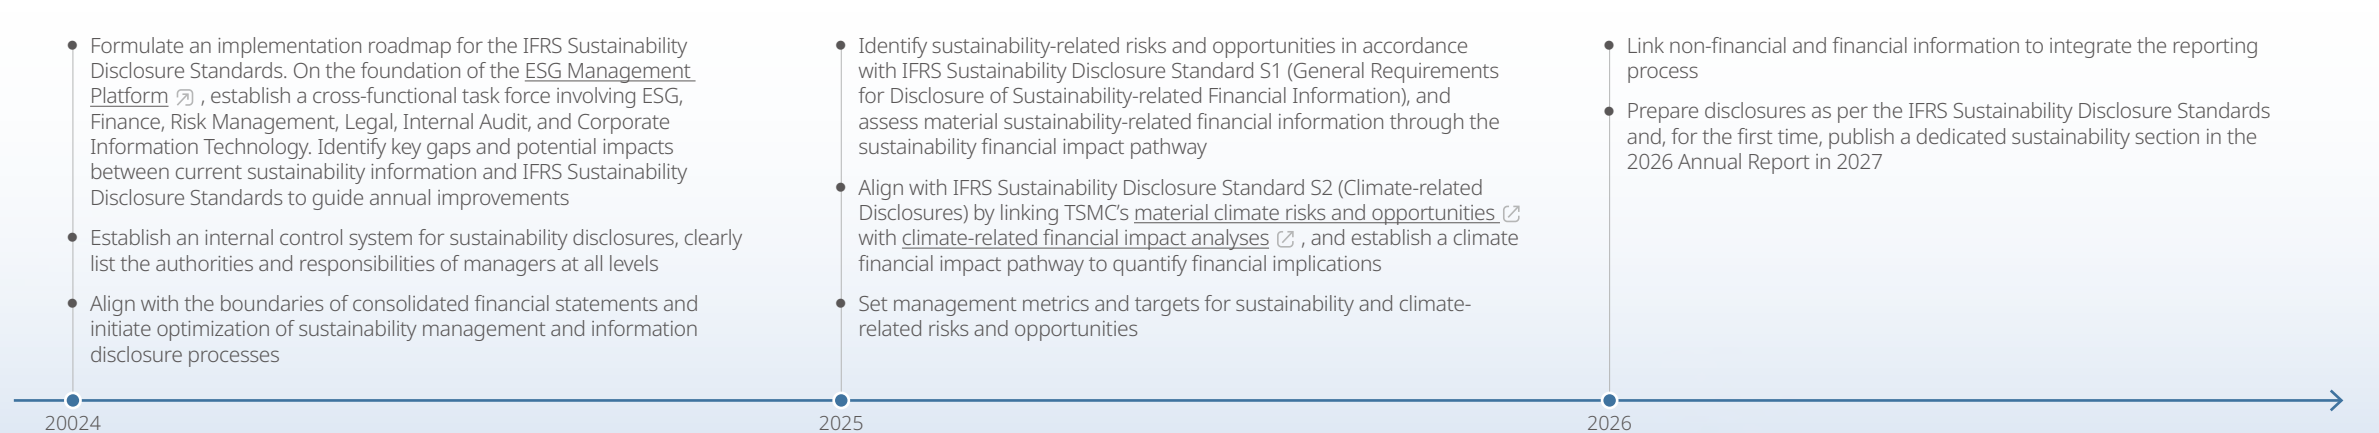 Formulate an implementation roadmap for the IFRS Sustainability
Disclosure Standards. On the foundation of the ESG Management
Platform , establish a cross-functional task force involving ESG,
Finance, Risk Management, Legal, Internal Audit, and Corporate
Information Technology. Identify key gaps and potential impacts
between current sustainability information and IFRS Sustainability
Disclosure Standards to guide annual improvements
Establish an internal control system for sustainability disclosures, clearly
list the authorities and responsibilities of managers at all levels
Align with the boundaries of consolidated financial statements and
initiate optimization of sustainability management and information
disclosure processes
20024
Identify sustainability-related risks and opportunities in accordance
with IFRS Sustainability Disclosure Standard S1 (General Requirements
for Disclosure of Sustainability-related Financial Information), and
assess material sustainability-related financial information through the
sustainability financial impact pathway
Align with IFRS Sustainability Disclosure Standard S2 (Climate-related
Disclosures) by linking TSMC's material climate risks and opportunities
with climate-related financial impact analyses , and establish a climate
financial impact pathway to quantify financial implications
Set management metrics and targets for sustainability and climate-
related risks and opportunities
2025
Link non-financial and financial information to integrate the reporting
process
Prepare disclosures as per the IFRS Sustainability Disclosure Standards
and, for the first time, publish a dedicated sustainability section in the
2026 Annual Report in 2027
2026